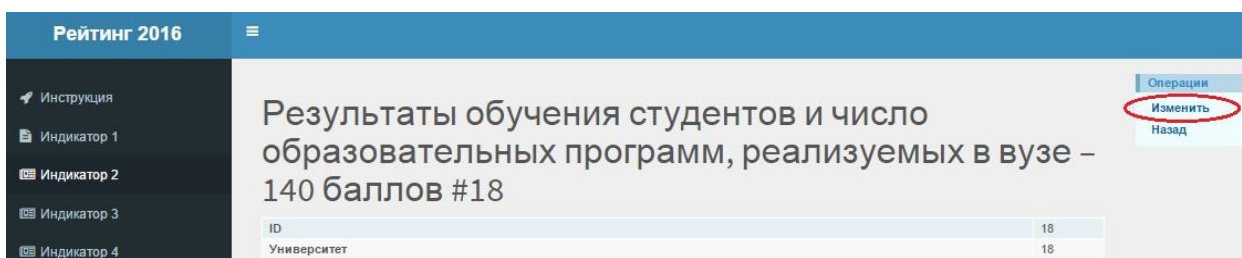 Рейтинг 2016
Инструкция
Индикатор 1
Индикатор 2
Индикатор 3
Индикатор 4
Результаты обучения студентов и число
образовательных программ, реализуемых в вузе –
140 баллов #18
ID 18
Университет 18
Операции
Изменить
Назад